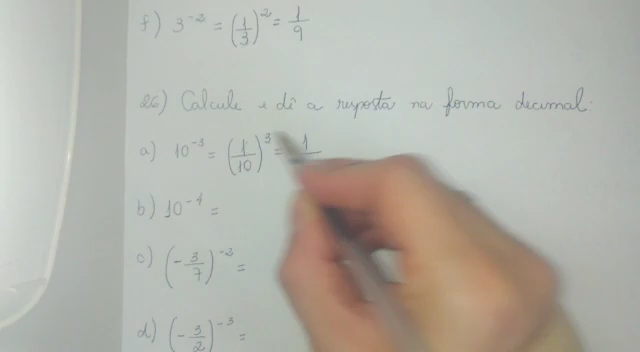 f) 3⁻² = (1/3)² = 1/9
26) Calcule e dê a resposta na forma decimal.
a) 10⁻³ = (1/10)³ = 1
b) 10⁻⁴ =
c) (-3/7)⁻² =
d) (-3/2)⁻³ =